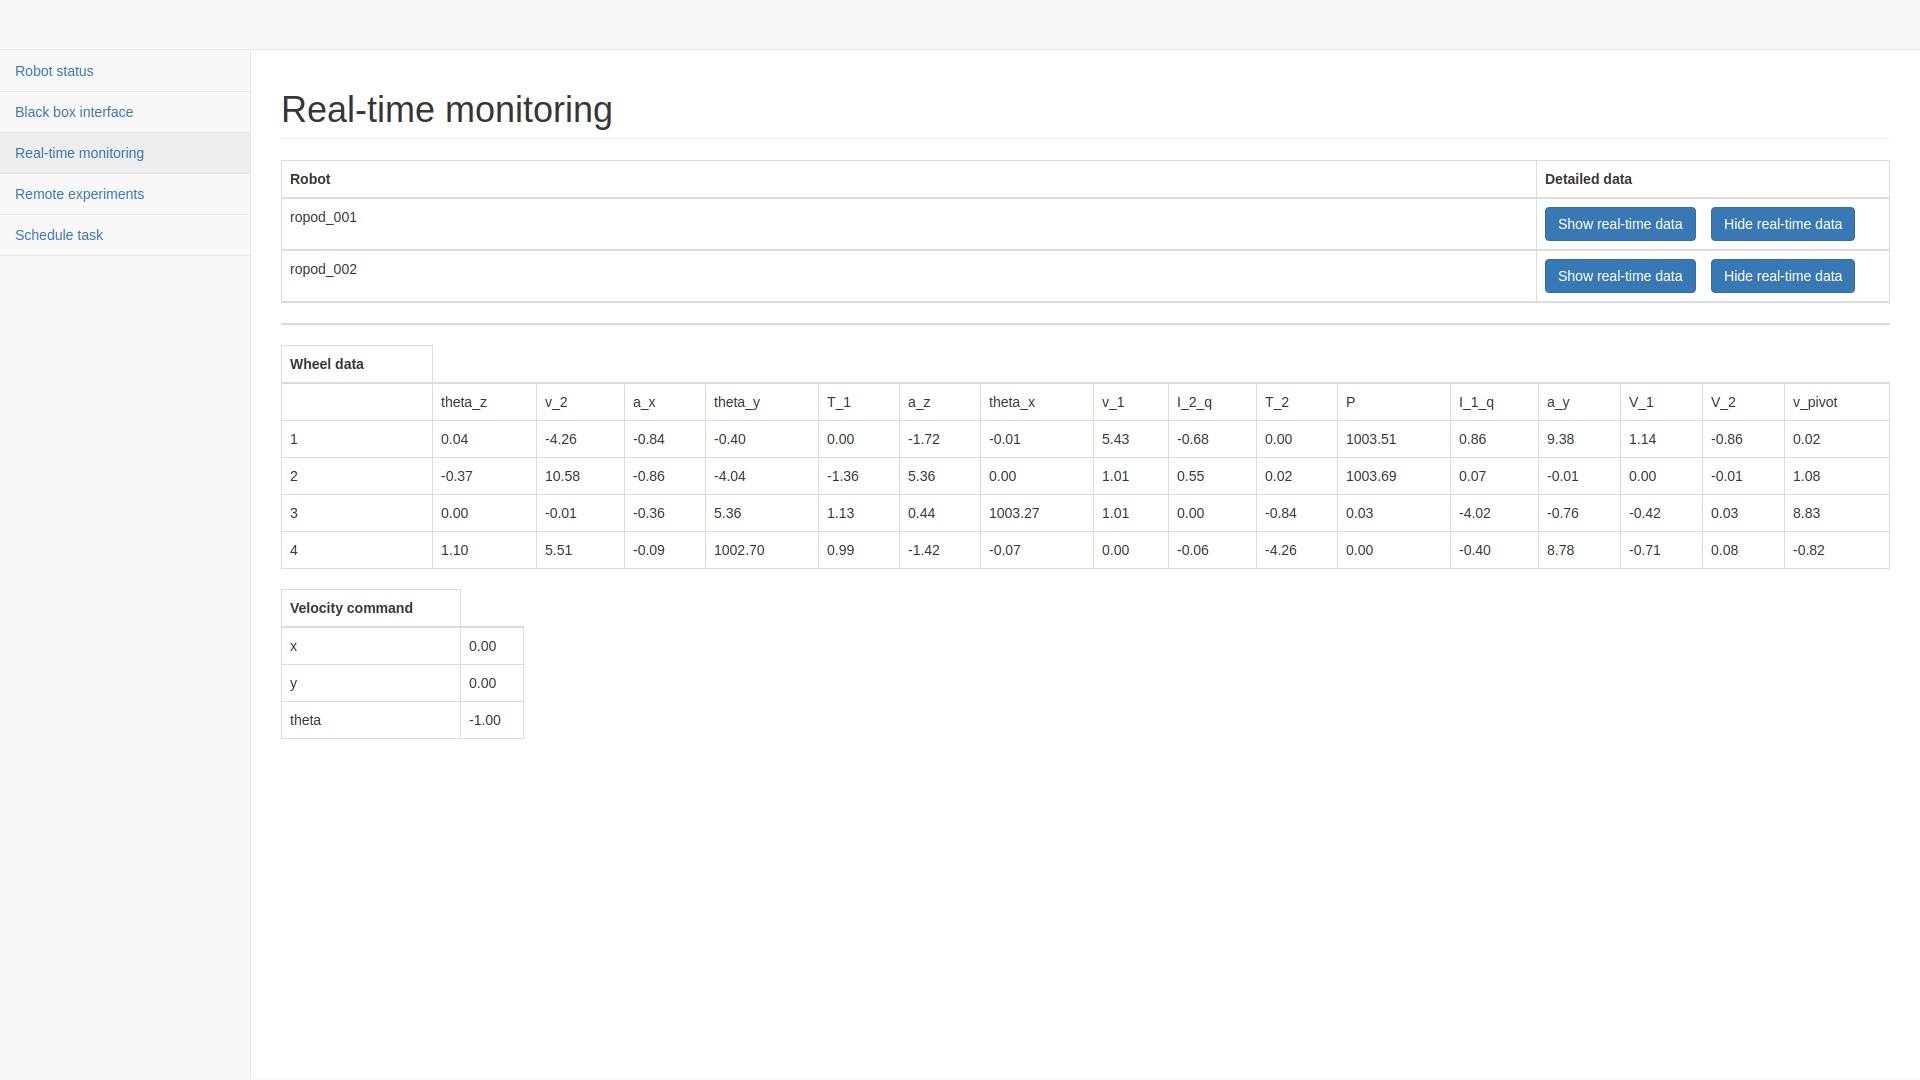 Robot status
Black box interface
Real-time monitoring
Remote experiments
Schedule task
Real-time monitoring
Robot Detailed data
ropod_001 Show real-time data Hide real-time data
ropod_002 Show real-time data Hide real-time data
Wheel data
theta_z v_2 a_x theta_y T_1 a_z theta_x v_1 I_2_q T_2 P I_1_q a_y V_1 V_2 v_pivot
1 0.04 -4.26 -0.84 -0.40 0.00 -1.72 -0.01 5.43 -0.68 0.00 1003.51 0.86 9.38 1.14 -0.86 0.02
2 -0.37 10.58 -0.86 -4.04 -1.36 5.36 0.00 1.01 0.55 0.02 1003.69 0.07 -0.01 0.00 -0.01 1.08
3 0.00 -0.01 -0.36 5.36 1.13 0.44 1003.27 1.01 0.00 -0.84 0.03 -4.02 -0.76 -0.42 0.03 8.83
4 1.10 5.51 -0.09 1002.70 0.99 -1.42 -0.07 0.00 -0.06 -4.26 0.00 -0.40 8.78 -0.71 0.08 -0.82
Velocity command
x 0.00
y 0.00
theta -1.00